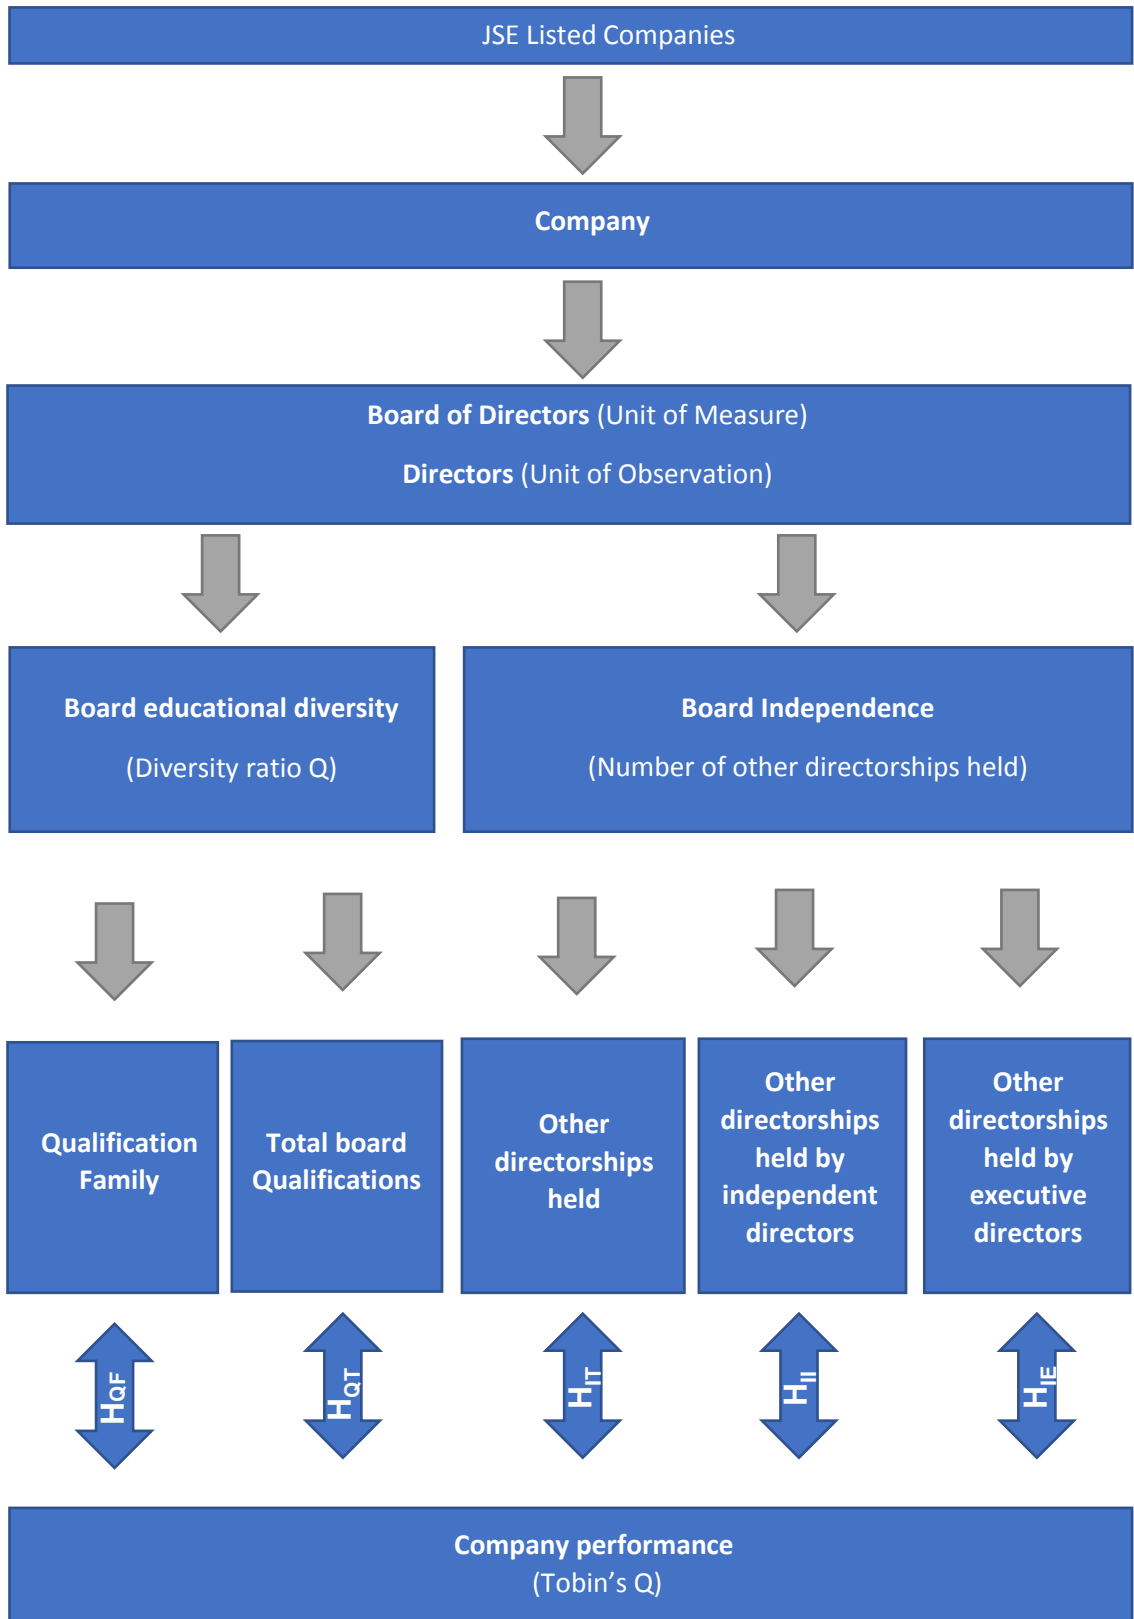 JSE Listed Companies
Company
Board of Directors (Unit of Measure)
Directors (Unit of Observation)
Board educational diversity
(Diversity ratio Q)
Board Independence
(Number of other directorships held)
Qualification
Family
Total board
Qualifications
Other
directorships
held
Other
directorships
held by
independent
directors
Other
directorships
held by
executive
directors
HQF
HQT
HIT
HII
HIE
Company performance
(Tobin’s Q)